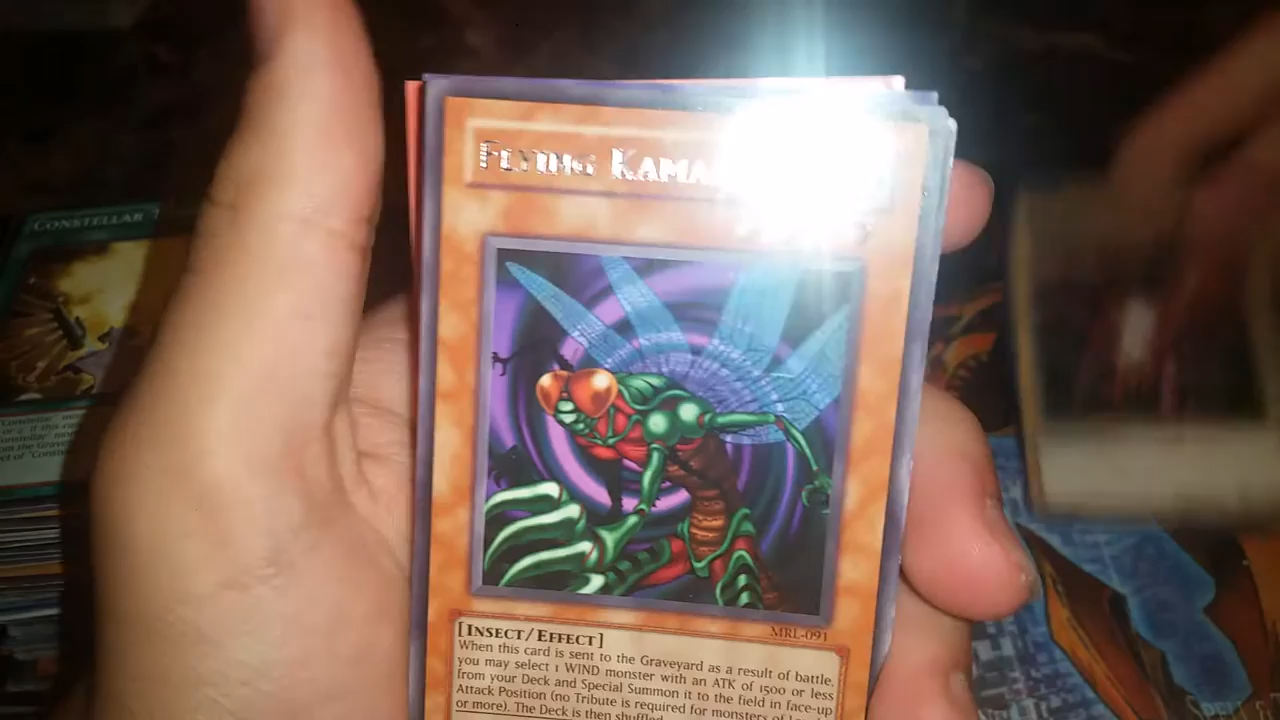 CONSTELLAR
FLYING KAMA
MRL-091
[INSECT/EFFECT]
When this card is sent to the Graveyard as a result of battle,
you may select 1 WIND monster with an ATK of 1500 or less
from your Deck and Special Summon it to the field in face-up
Attack Position (no Tribute is required for monsters of
or more). The Deck is then shuffled